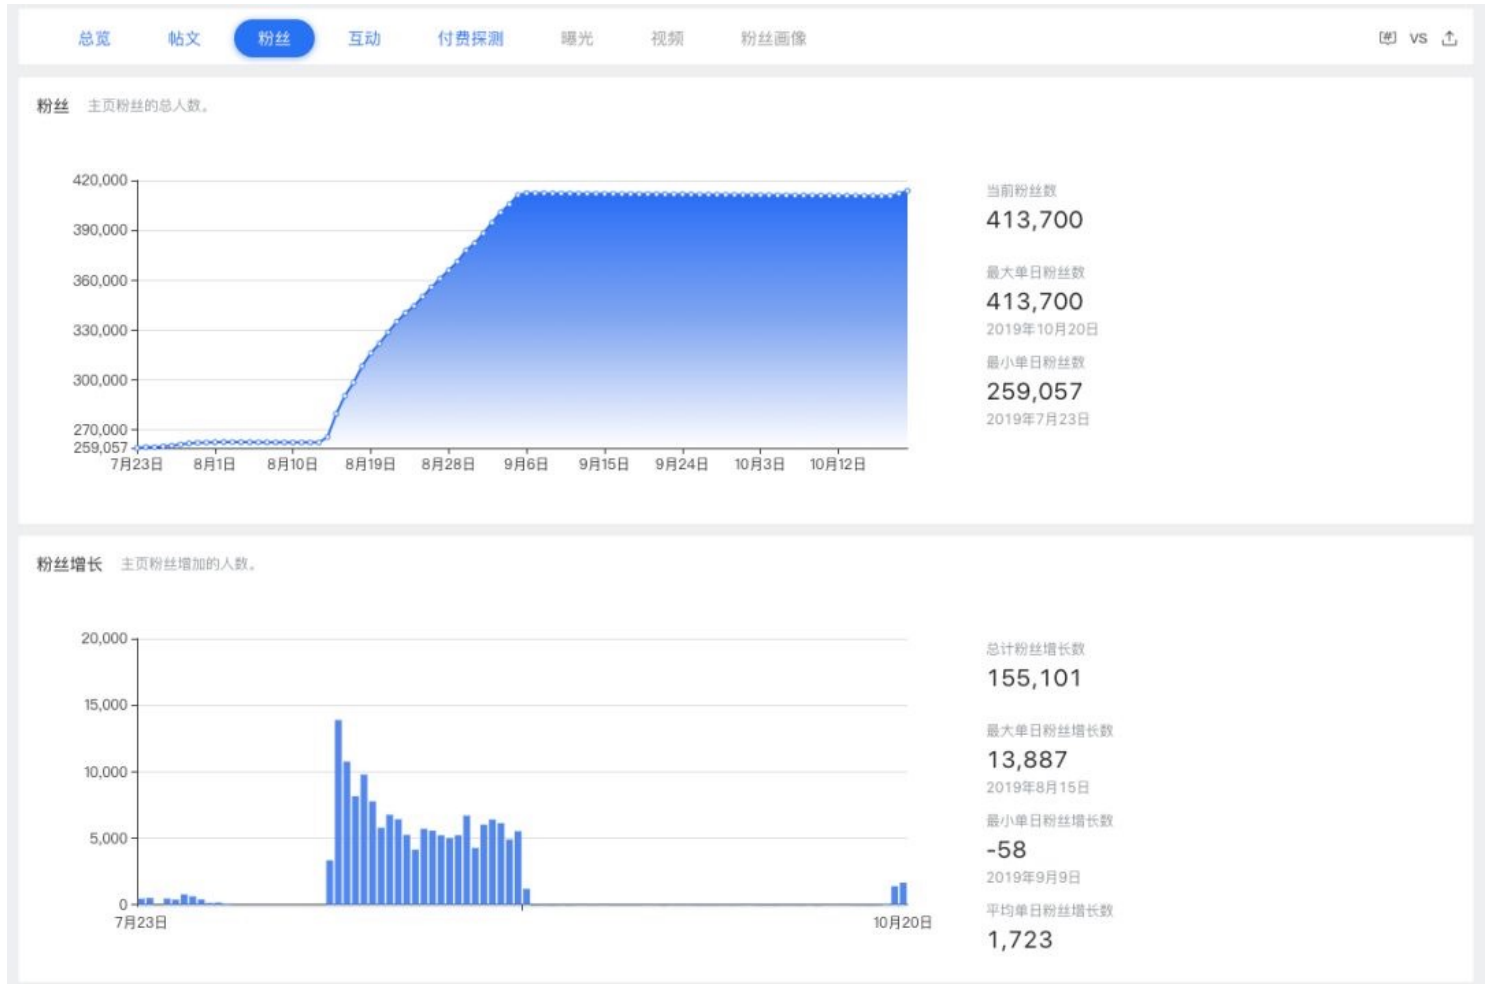 总览 帖文 粉丝 互动 付费探测 曝光 视频 粉丝画像 # VS
粉丝 主页粉丝的总人数。
420,000
390,000
360,000
330,000
300,000
270,000
259,057
7月23日 8月1日 8月10日 8月19日 8月28日 9月6日 9月15日 9月24日 10月3日 10月12日
当前粉丝数
413,700
最大单日粉丝数
413,700
2019年10月20日
最小单日粉丝数
259,057
2019年7月23日
粉丝增长 主页粉丝增加的人数。
20,000
15,000
10,000
5,000
0
7月23日 10月20日
总计粉丝增长数
155,101
最大单日粉丝增长数
13,887
2019年8月15日
最小单日粉丝增长数
-58
2019年9月9日
平均单日粉丝增长数
1,723